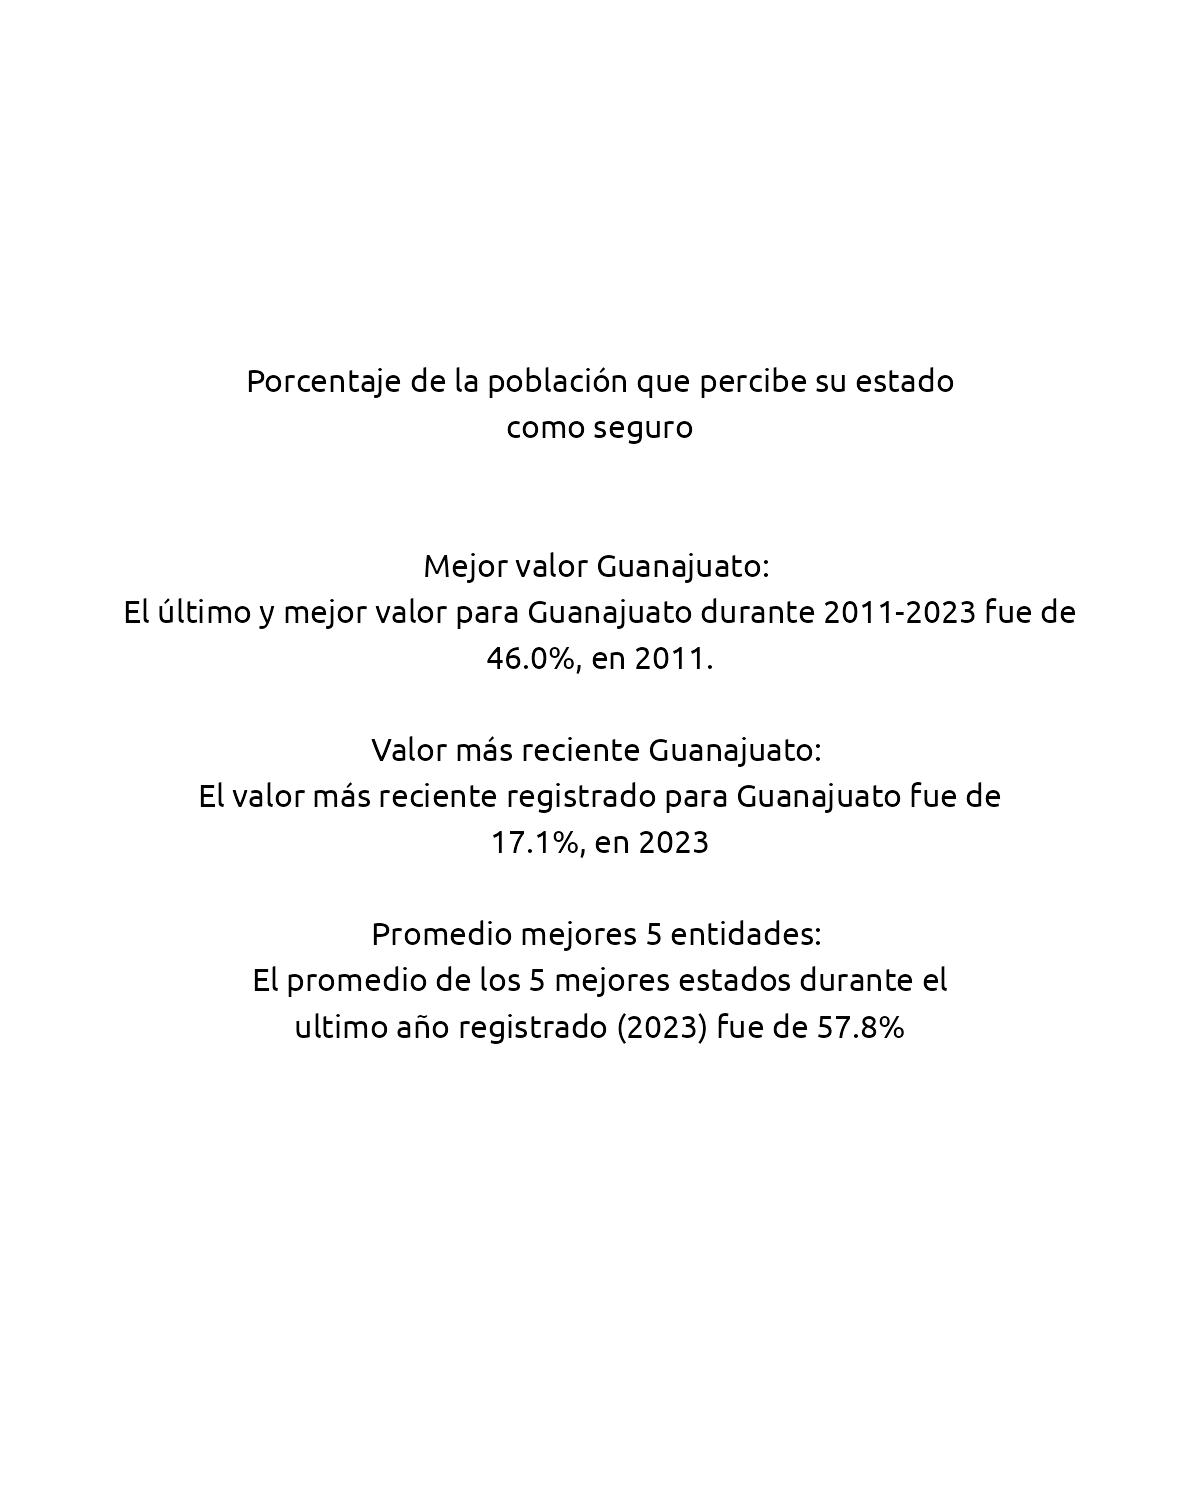 Porcentaje de la población que percibe su estado
como seguro
Mejor valor Guanajuato:
El último y mejor valor para Guanajuato durante 2011-2023 fue de
46.0%, en 2011.
Valor más reciente Guanajuato:
El valor más reciente registrado para Guanajuato fue de
17.1%, en 2023
Promedio mejores 5 entidades:
El promedio de los 5 mejores estados durante el
ultimo año registrado (2023) fue de 57.8%